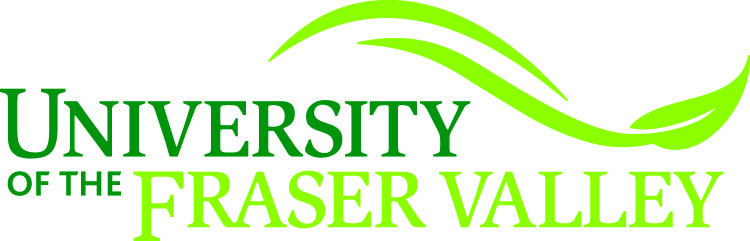 UNIVERSITY
OF THE FRASER VALLEY